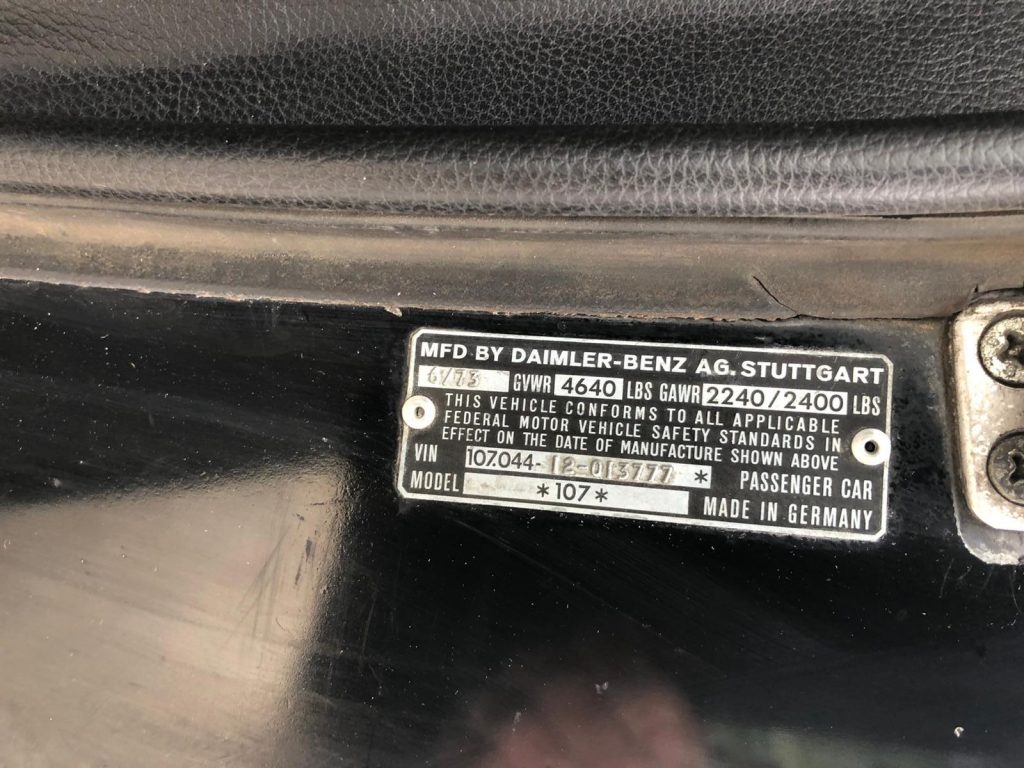 MFD BY DAIMLER-BENZ AG. STUTTGART
6/73 GVWR 4640 LBS GAWR 2240/2400 LBS
THIS VEHICLE CONFORMS TO ALL APPLICABLE
FEDERAL MOTOR VEHICLE SAFETY STANDARDS IN
EFFECT ON THE DATE OF MANUFACTURE SHOWN ABOVE
VIN 107.044-12-013777 * PASSENGER CAR
MODEL *107* MADE IN GERMANY